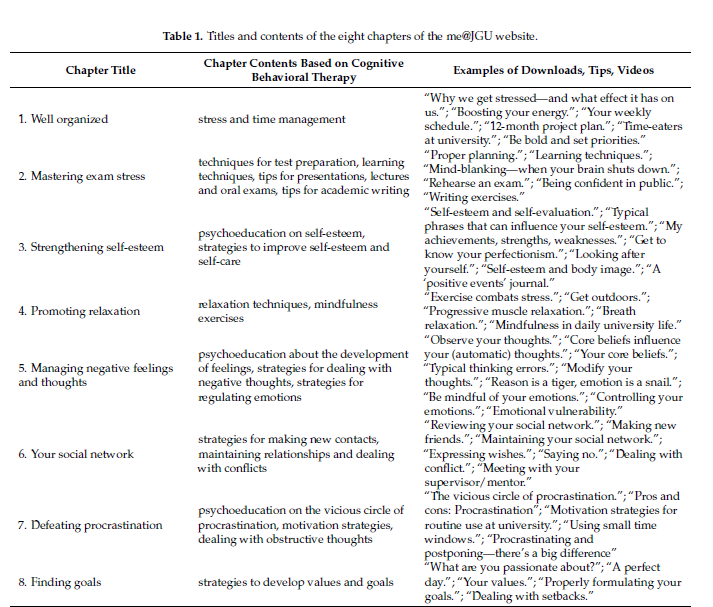 Table 1. Titles and contents of the eight chapters of the me@JGU website.
Chapter Title
Chapter Contents Based on Cognitive
Behavioral Therapy
Examples of Downloads, Tips, Videos
1. Well organized
stress and time management
“Why we get stressed—and what effect it has on
us.”; “Boosting your energy.”; “Your weekly
schedule.”; “12-month project plan.”; “Time-eaters
at university.”; “Be bold and set priorities.”
2. Mastering exam stress
techniques for test preparation, learning
techniques, tips for presentations, lectures
and oral exams, tips for academic writing
“Proper planning.”; “Learning techniques.”;
“Mind-blanking—when your brain shuts down.”;
“Rehearse an exam.”; “Being confident in public.”;
“Writing exercises.”
3. Strengthening self-esteem
psychoeducation on self-esteem,
strategies to improve self-esteem and
self-care
“Self-esteem and self-evaluation.”; “Typical
phrases that can influence your self-esteem.”; “My
achievements, strengths, weaknesses.”; “Get to
know your perfectionism.”; “Looking after
yourself.”; “Self-esteem and body image.”; “A
‘positive events’ journal.”
4. Promoting relaxation
relaxation techniques, mindfulness
exercises
“Exercise combats stress.”; “Get outdoors.”;
“Progressive muscle relaxation.”; “Breath
relaxation.”; “Mindfulness in daily university life.”
5. Managing negative feelings
and thoughts
psychoeducation about the development
of feelings, strategies for dealing with
negative thoughts, strategies for
regulating emotions
“Observe your thoughts.”; “Core beliefs influence
your (automatic) thoughts.”; “Your core beliefs.”;
“Typical thinking errors.”; “Modify your
thoughts.”; “Reason is a tiger, emotion is a snail.”;
“Be mindful of your emotions.”; “Controlling your
emotions.”; “Emotional vulnerability.”
6. Your social network
strategies for making new contacts,
maintaining relationships and dealing
with conflicts
“Reviewing your social network.”; “Making new
friends.”; “Maintaining your social network.”;
“Expressing wishes.”; “Saying no.”; “Dealing with
conflict.”; “Meeting with your
supervisor/mentor.”
7. Defeating procrastination
psychoeducation on the vicious circle of
procrastination, motivation strategies,
dealing with obstructive thoughts
“The vicious circle of procrastination.”; “Pros and
cons: Procrastination”; “Motivation strategies for
routine use at university.”; “Using small time
windows.”; “Procrastinating and
postponing—there’s a big difference”
8. Finding goals
strategies to develop values and goals
“What are you passionate about?”; “A perfect
day.”; “Your values.”; “Properly formulating your
goals.”; “Dealing with setbacks.”